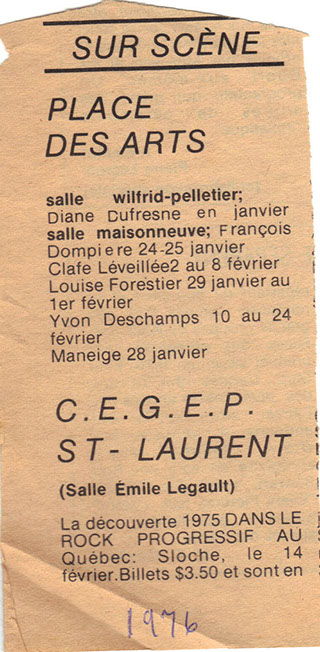 SUR SCÈNE
PLACE
DES ARTS
salle wilfrid-pelletier;
Diane Dufresne en janvier
salle maisonneuve; François
Dompiere 24-25 janvier
Clafe Léveillée2 au 8 février
Louise Forestier 29 janvier au
1er février
Yvon Deschamps 10 au 24
février
Maneige 28 janvier
C.E.G.E.P.
ST- LAURENT
(Salle Émile Legault)
La découverte 1975 DANS LE
ROCK PROGRESSIF AU
Québec: Sloche, le 14
février.Billets $3.50 et sont en
1976